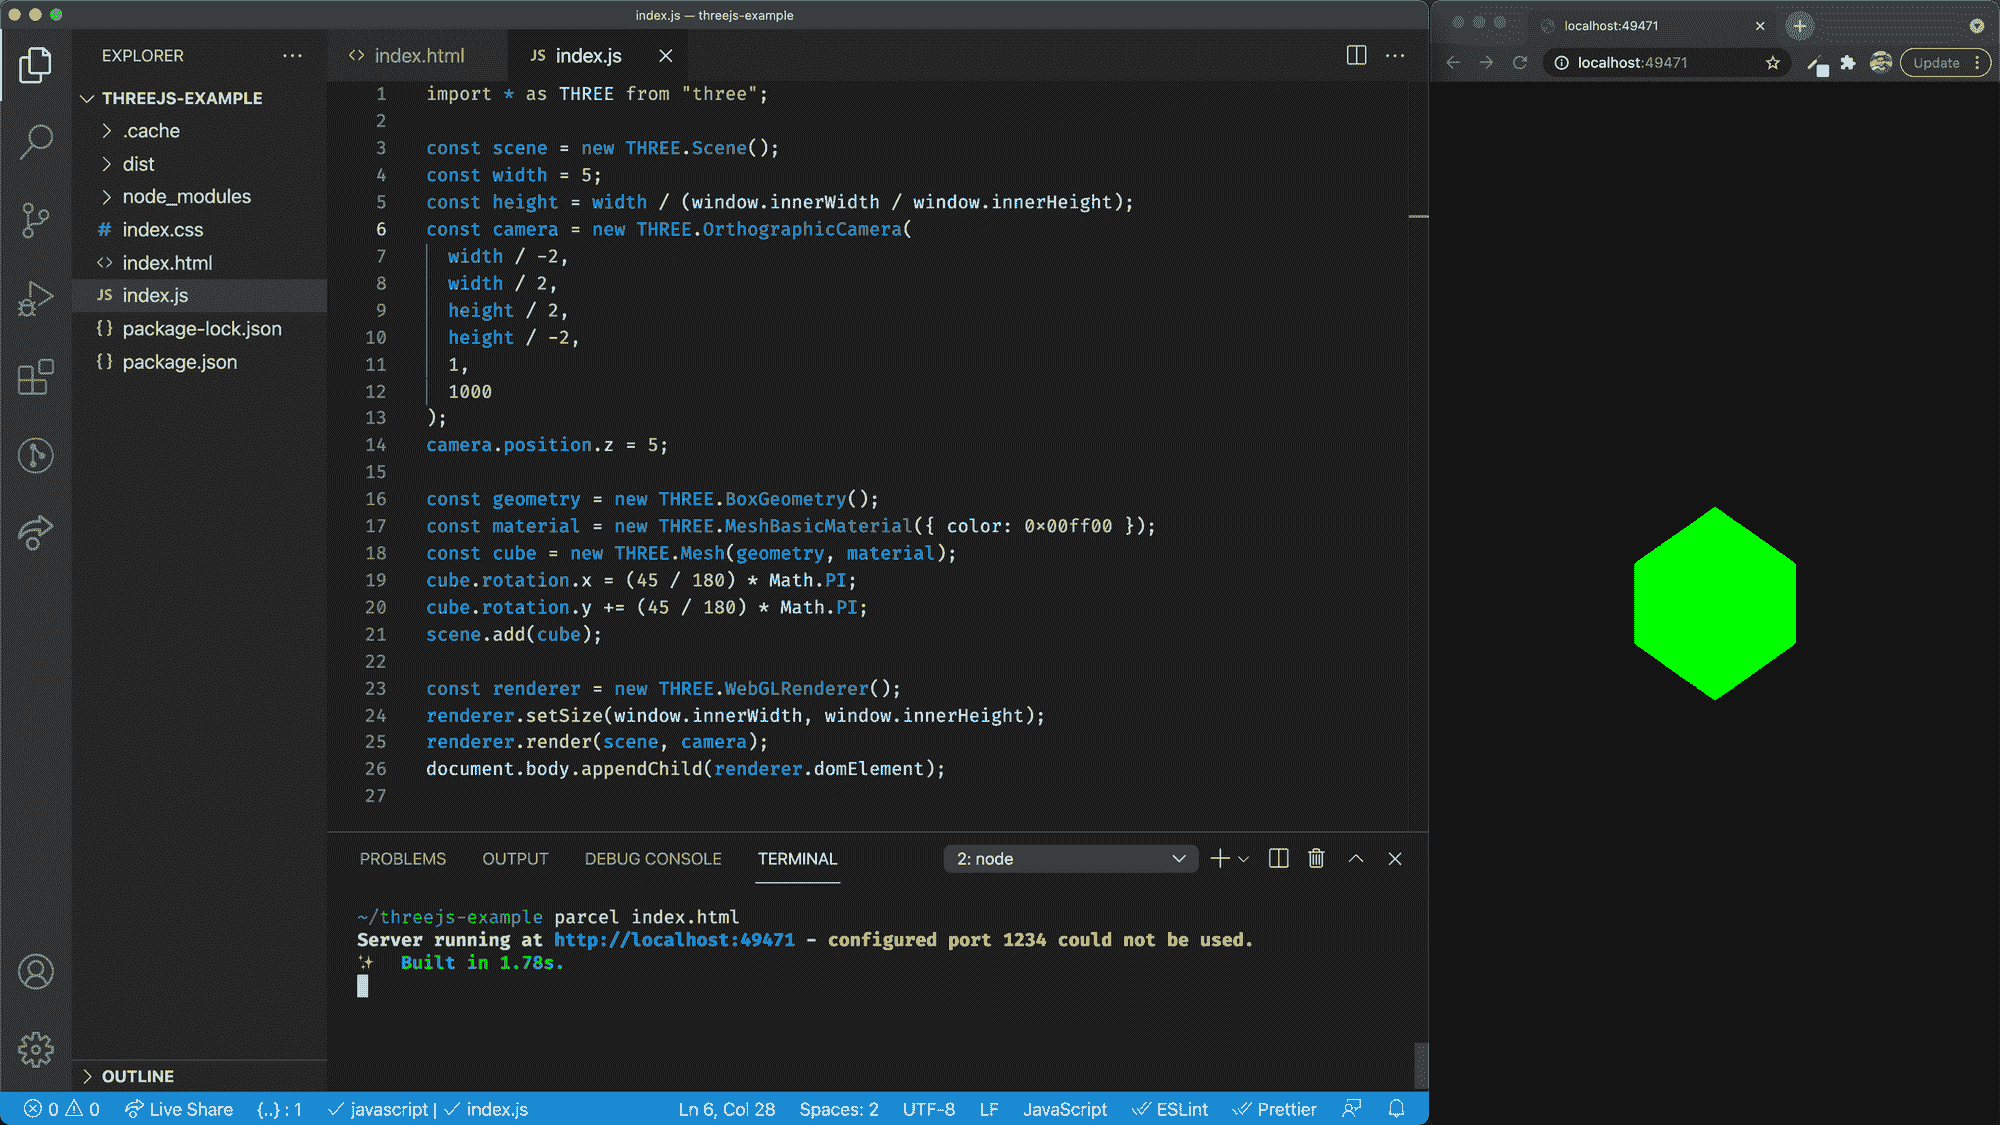 index.js — threejs-example
EXPLORER
THREEJS-EXAMPLE
.cache
dist
node_modules
# index.css
<> index.html
JS index.js
{} package-lock.json
{} package.json
OUTLINE
<> index.html
JS index.js
1 import * as THREE from "three";
2
3 const scene = new THREE.Scene();
4 const width = 5;
5 const height = width / (window.innerWidth / window.innerHeight);
6 const camera = new THREE.OrthographicCamera(
7 width / -2,
8 width / 2,
9 height / 2,
10 height / -2,
11 1,
12 1000
13 );
14 camera.position.z = 5;
15
16 const geometry = new THREE.BoxGeometry();
17 const material = new THREE.MeshBasicMaterial({ color: 0x00ff00 });
18 const cube = new THREE.Mesh(geometry, material);
19 cube.rotation.x = (45 / 180) * Math.PI;
20 cube.rotation.y += (45 / 180) * Math.PI;
21 scene.add(cube);
22
23 const renderer = new THREE.WebGLRenderer();
24 renderer.setSize(window.innerWidth, window.innerHeight);
25 renderer.render(scene, camera);
26 document.body.appendChild(renderer.domElement);
27
PROBLEMS OUTPUT DEBUG CONSOLE TERMINAL 2: node
~/threejs-example parcel index.html
Server running at http://localhost:49471 - configured port 1234 could not be used.
✨ Built in 1.78s.
0 0 Live Share {..} : 1 ✓ javascript | ✓ index.js Ln 6, Col 28 Spaces: 2 UTF-8 LF JavaScript ESLint Prettier
localhost:49471
localhost:49471 Update